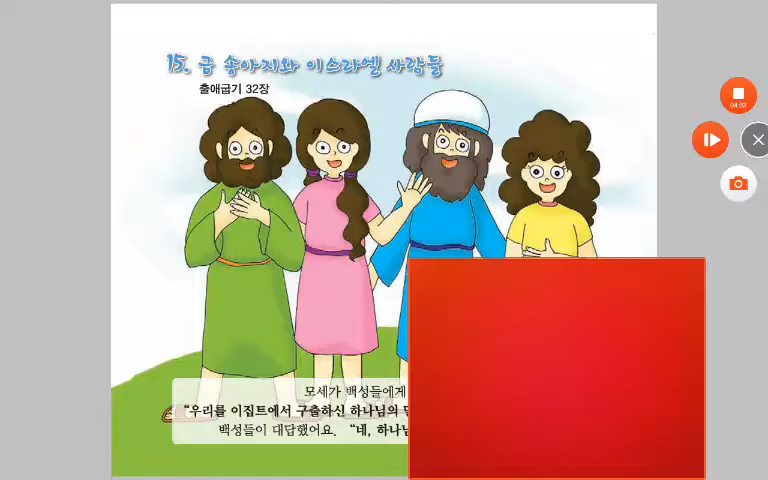 15. 금 송아지와 이스라엘 사람들
출애굽기 32장
04:03
모세가 백성들에게
“우리를 이집트에서 구출하신 하나님의
백성들이 대답했어요. “네, 하나님